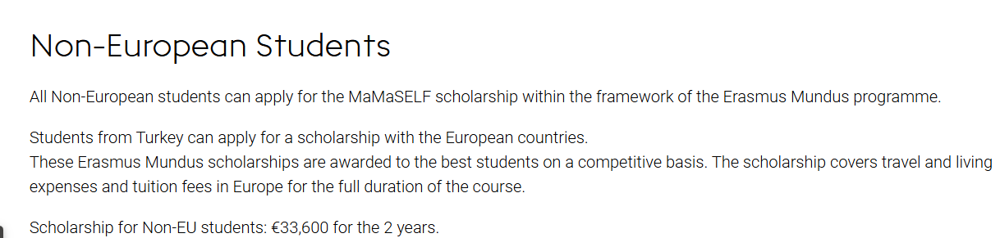 Non-European Students
All Non-European students can apply for the MaMaSELF scholarship within the framework of the Erasmus Mundus programme.
Students from Turkey can apply for a scholarship with the European countries.
These Erasmus Mundus scholarships are awarded to the best students on a competitive basis. The scholarship covers travel and living
expenses and tuition fees in Europe for the full duration of the course.
Scholarship for Non-EU students: €33,600 for the 2 years.